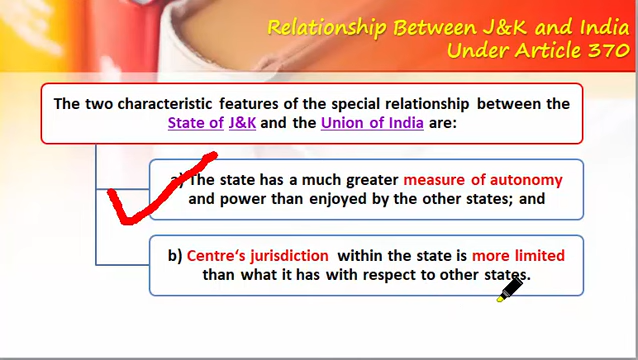 Relationship Between J&K and India
Under Article 370
The two characteristic features of the special relationship between the
State of J&K and the Union of India are:
a) The state has a much greater measure of autonomy
and power than enjoyed by the other states; and
b) Centre's jurisdiction within the state is more limited
than what it has with respect to other states.